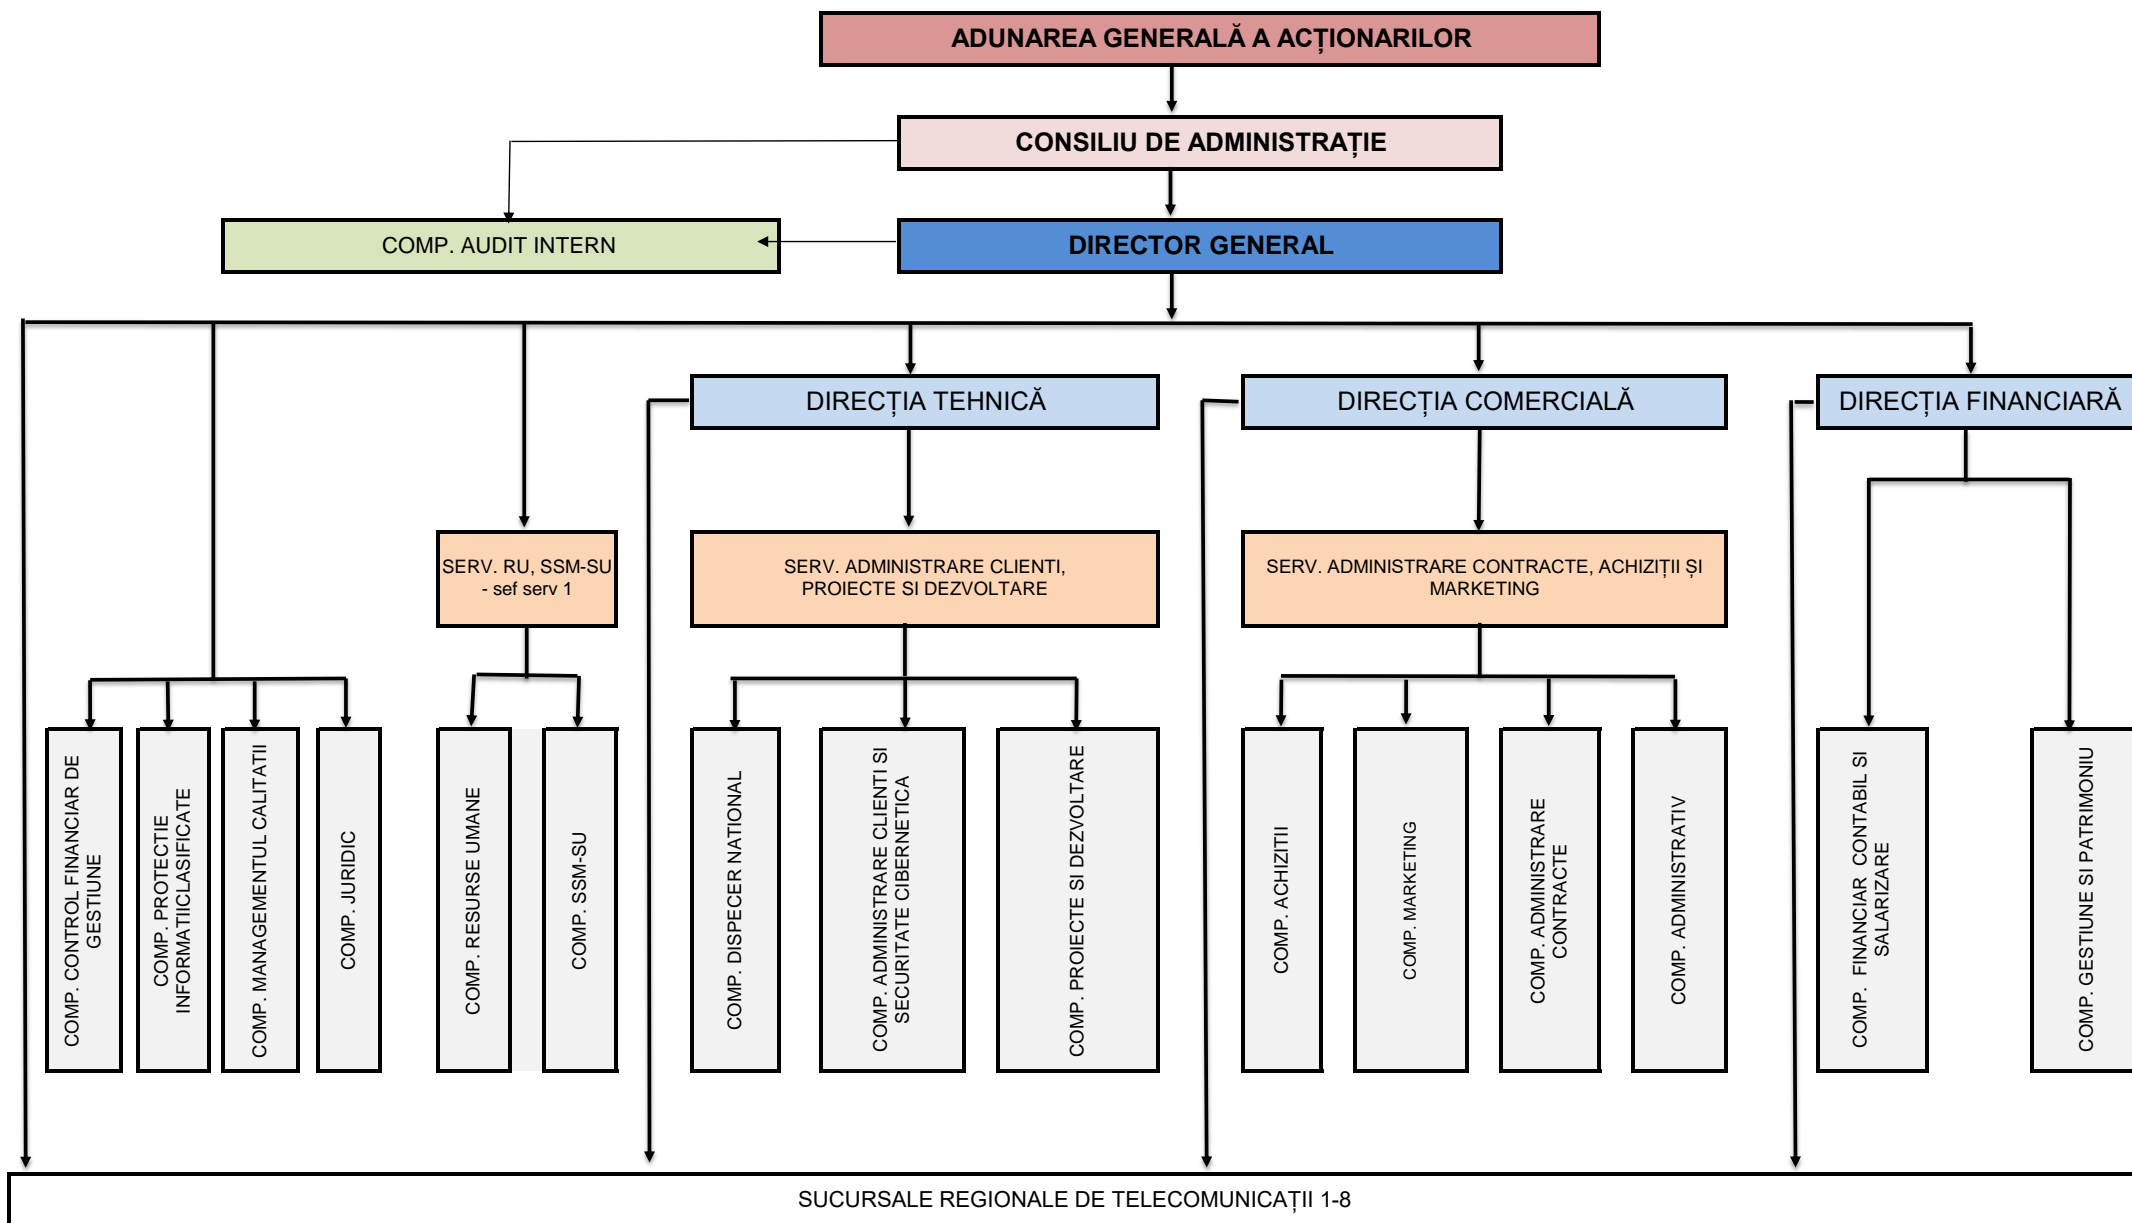 ADUNAREA GENERALĂ A ACȚIONARILOR
CONSILIU DE ADMINISTRAȚIE
COMP. AUDIT INTERN
DIRECTOR GENERAL
DIRECȚIA TEHNICĂ
DIRECȚIA COMERCIALĂ
DIRECȚIA FINANCIARĂ
SERV. RU, SSM-SU
- sef serv 1
SERV. ADMINISTRARE CLIENTI,
PROIECTE SI DEZVOLTARE
SERV. ADMINISTRARE CONTRACTE, ACHIZIȚII ȘI
MARKETING
COMP. CONTROL FINANCIAR DE
GESTIUNE
COMP. PROTECTIE
INFORMATIICLASIFICATE
COMP. MANAGEMENTUL CALITATII
COMP. JURIDIC
COMP. RESURSE UMANE
COMP. SSM-SU
COMP. DISPECER NATIONAL
COMP. ADMINISTRARE CLIENTI SI
SECURITATE CIBERNETICA
COMP. PROIECTE SI DEZVOLTARE
COMP. ACHIZITII
COMP. MARKETING
COMP. ADMINISTRARE
CONTRACTE
COMP. ADMINISTRATIV
COMP. FINANCIAR CONTABIL SI
SALARIZARE
COMP. GESTIUNE SI PATRIMONIU
SUCURSALE REGIONALE DE TELECOMUNICAȚII 1-8